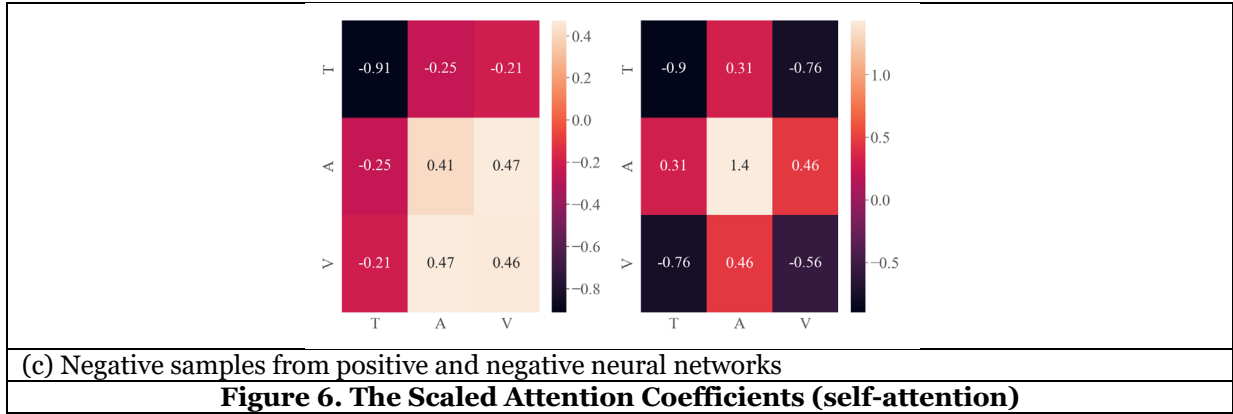 T -0.91 -0.25 -0.21
A -0.25 0.41 0.47
V -0.21 0.47 0.46
T A V
0.4
0.2
0.0
−0.2
−0.4
−0.6
−0.8
T -0.9 0.31 -0.76
A 0.31 1.4 0.46
V -0.76 0.46 -0.56
T A V
1.0
0.5
0.0
−0.5
(c) Negative samples from positive and negative neural networks
Figure 6. The Scaled Attention Coefficients (self-attention)